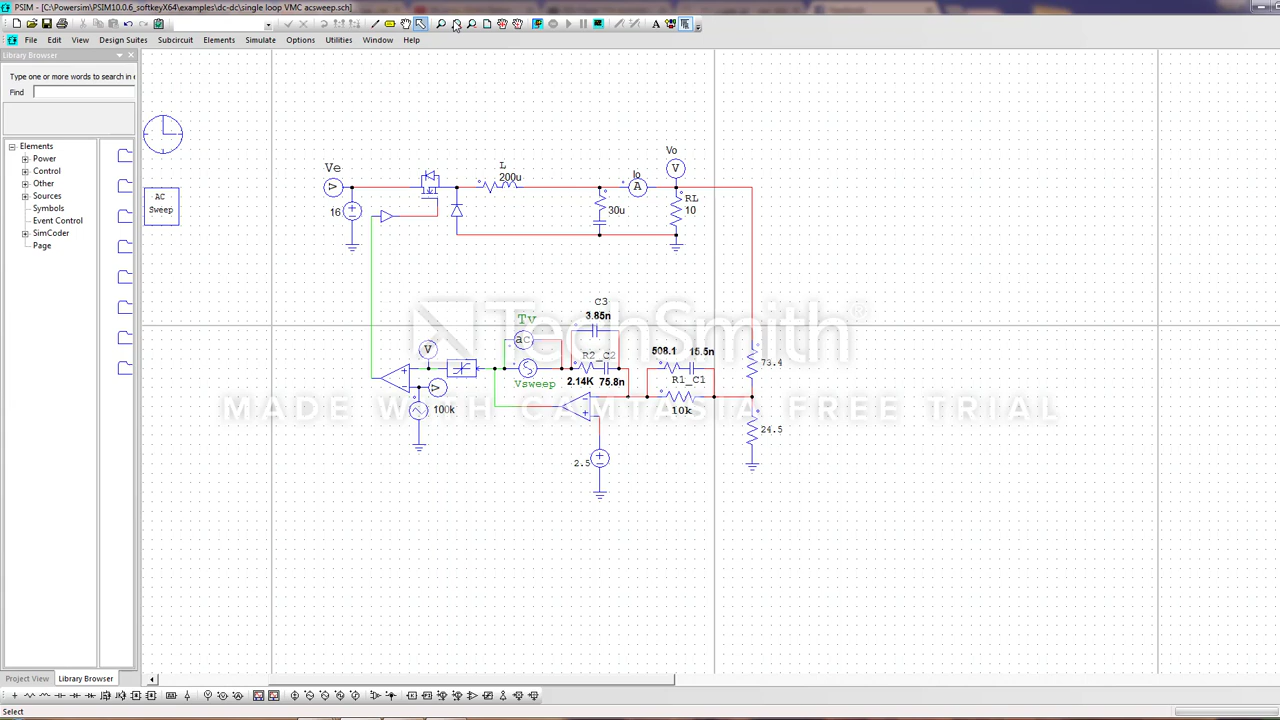 PSIM - [C:\Powersim\PSIM10.0.6_softkeyX64\examples\dc-dc\single loop VMC acsweep.sch]
File Edit View Design Suites Subcircuit Elements Simulate Options Utilities Window Help
Library Browser
Type one or more words to search in e
Find
Elements
Power
Control
Other
Sources
Symbols
Event Control
SimCoder
Page
AC
Sweep
Vo
V
Ve
L
200u
Io
A
RL
10
16
30u
C3
3.85n
Tv
ac
V
R2_C2
508.1 15.5n
73.4
Vsweep
2.14K 75.8n
R1_C1
100k
10k
24.5
2.5
TechSmith
MADE WITH CAMTASIA FREE TRIAL
Project View Library Browser
Select